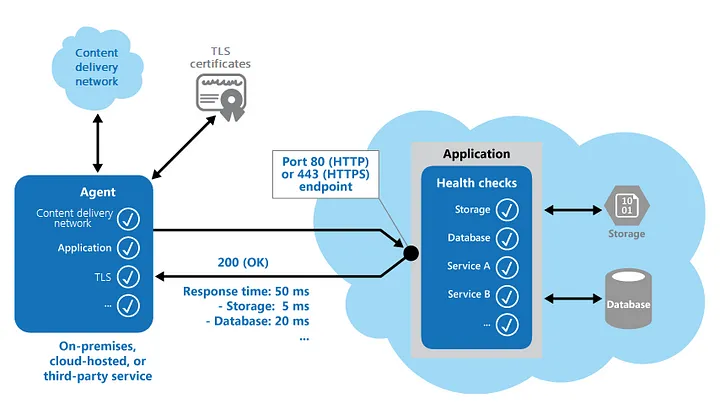 Content
delivery
network
TLS
certificates
Agent
Content delivery
network
Application
TLS
...
On-premises,
cloud-hosted, or
third-party service
Port 80 (HTTP)
or 443 (HTTPS)
endpoint
200 (OK)
Response time: 50 ms
- Storage: 5 ms
- Database: 20 ms
...
Application
Health checks
Storage
Database
Service A
Service B
...
10
01
Storage
Database